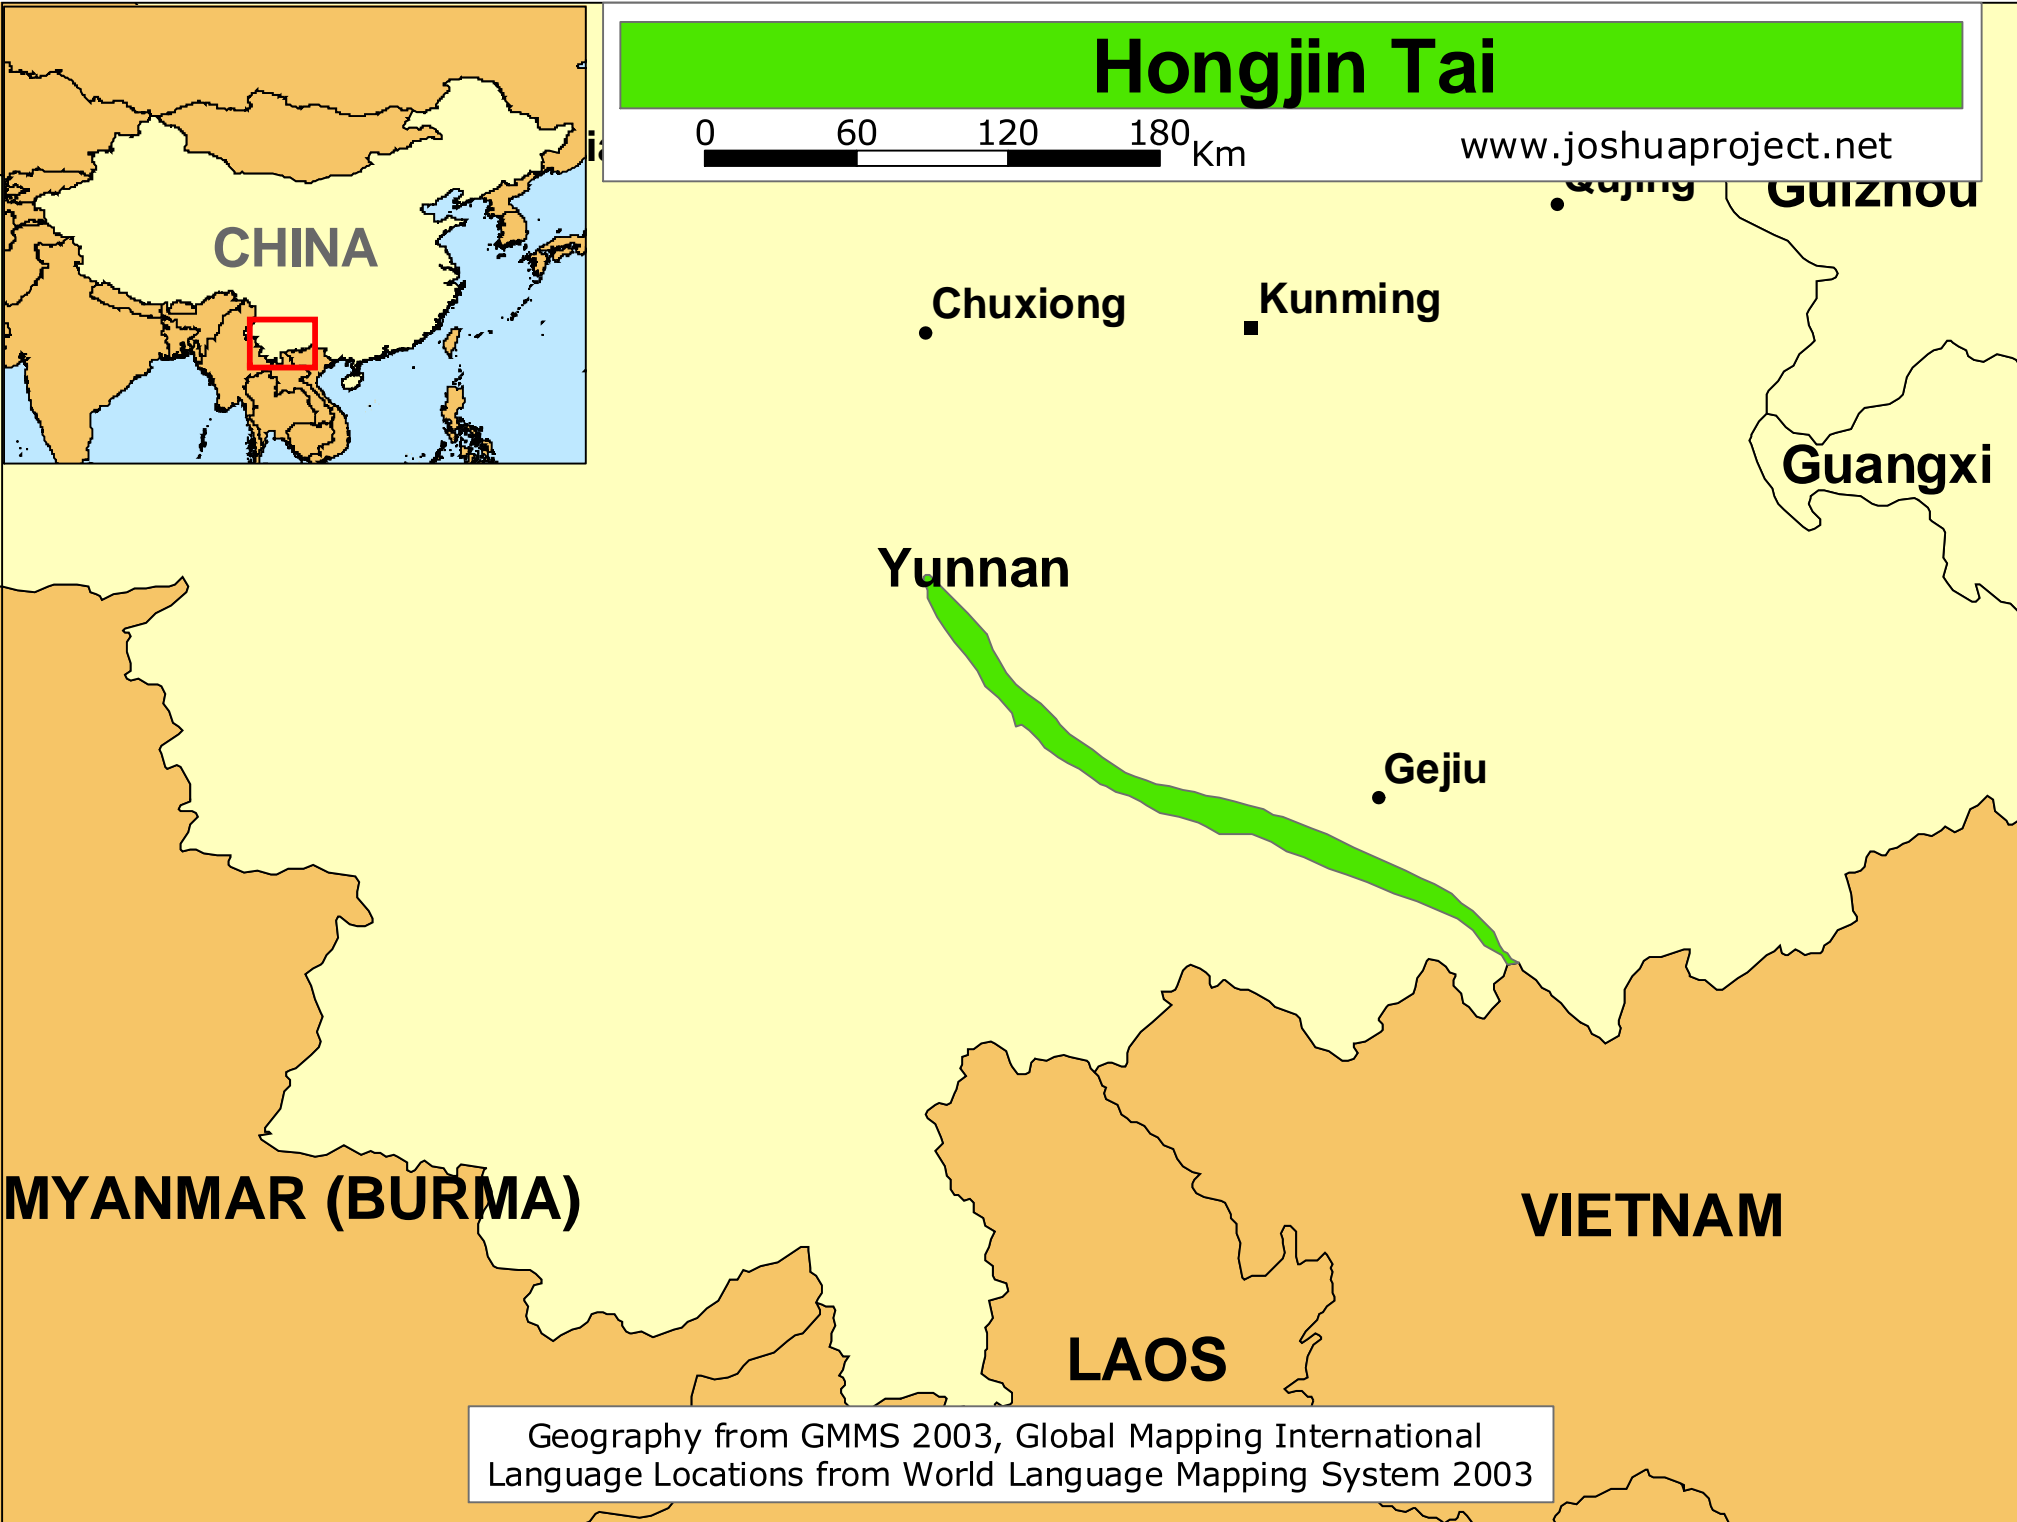 Hongjin Tai
0 60 120 180 Km
www.joshuaproject.net
CHINA
Qujing
Guizhou
Chuxiong
Kunming
Guangxi
Yunnan
Gejiu
MYANMAR (BURMA)
VIETNAM
LAOS
Geography from GMMS 2003, Global Mapping International
Language Locations from World Language Mapping System 2003